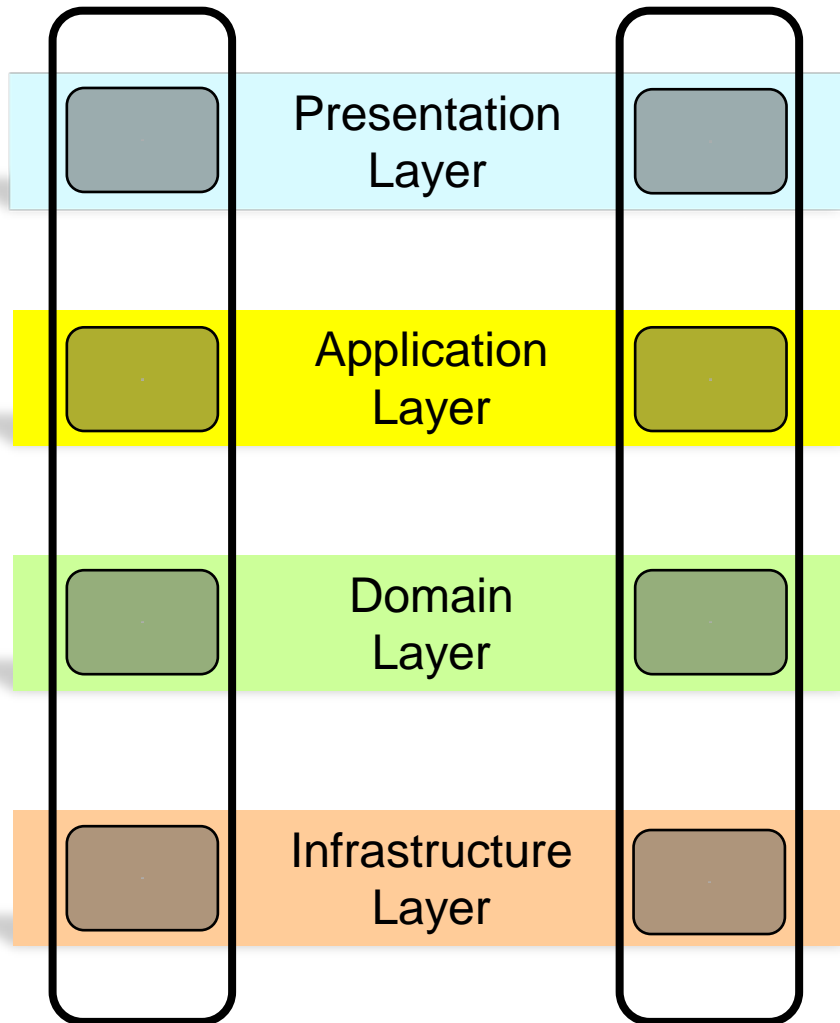 Presentation
Layer
Application
Layer
Domain
Layer
Infrastructure
Layer